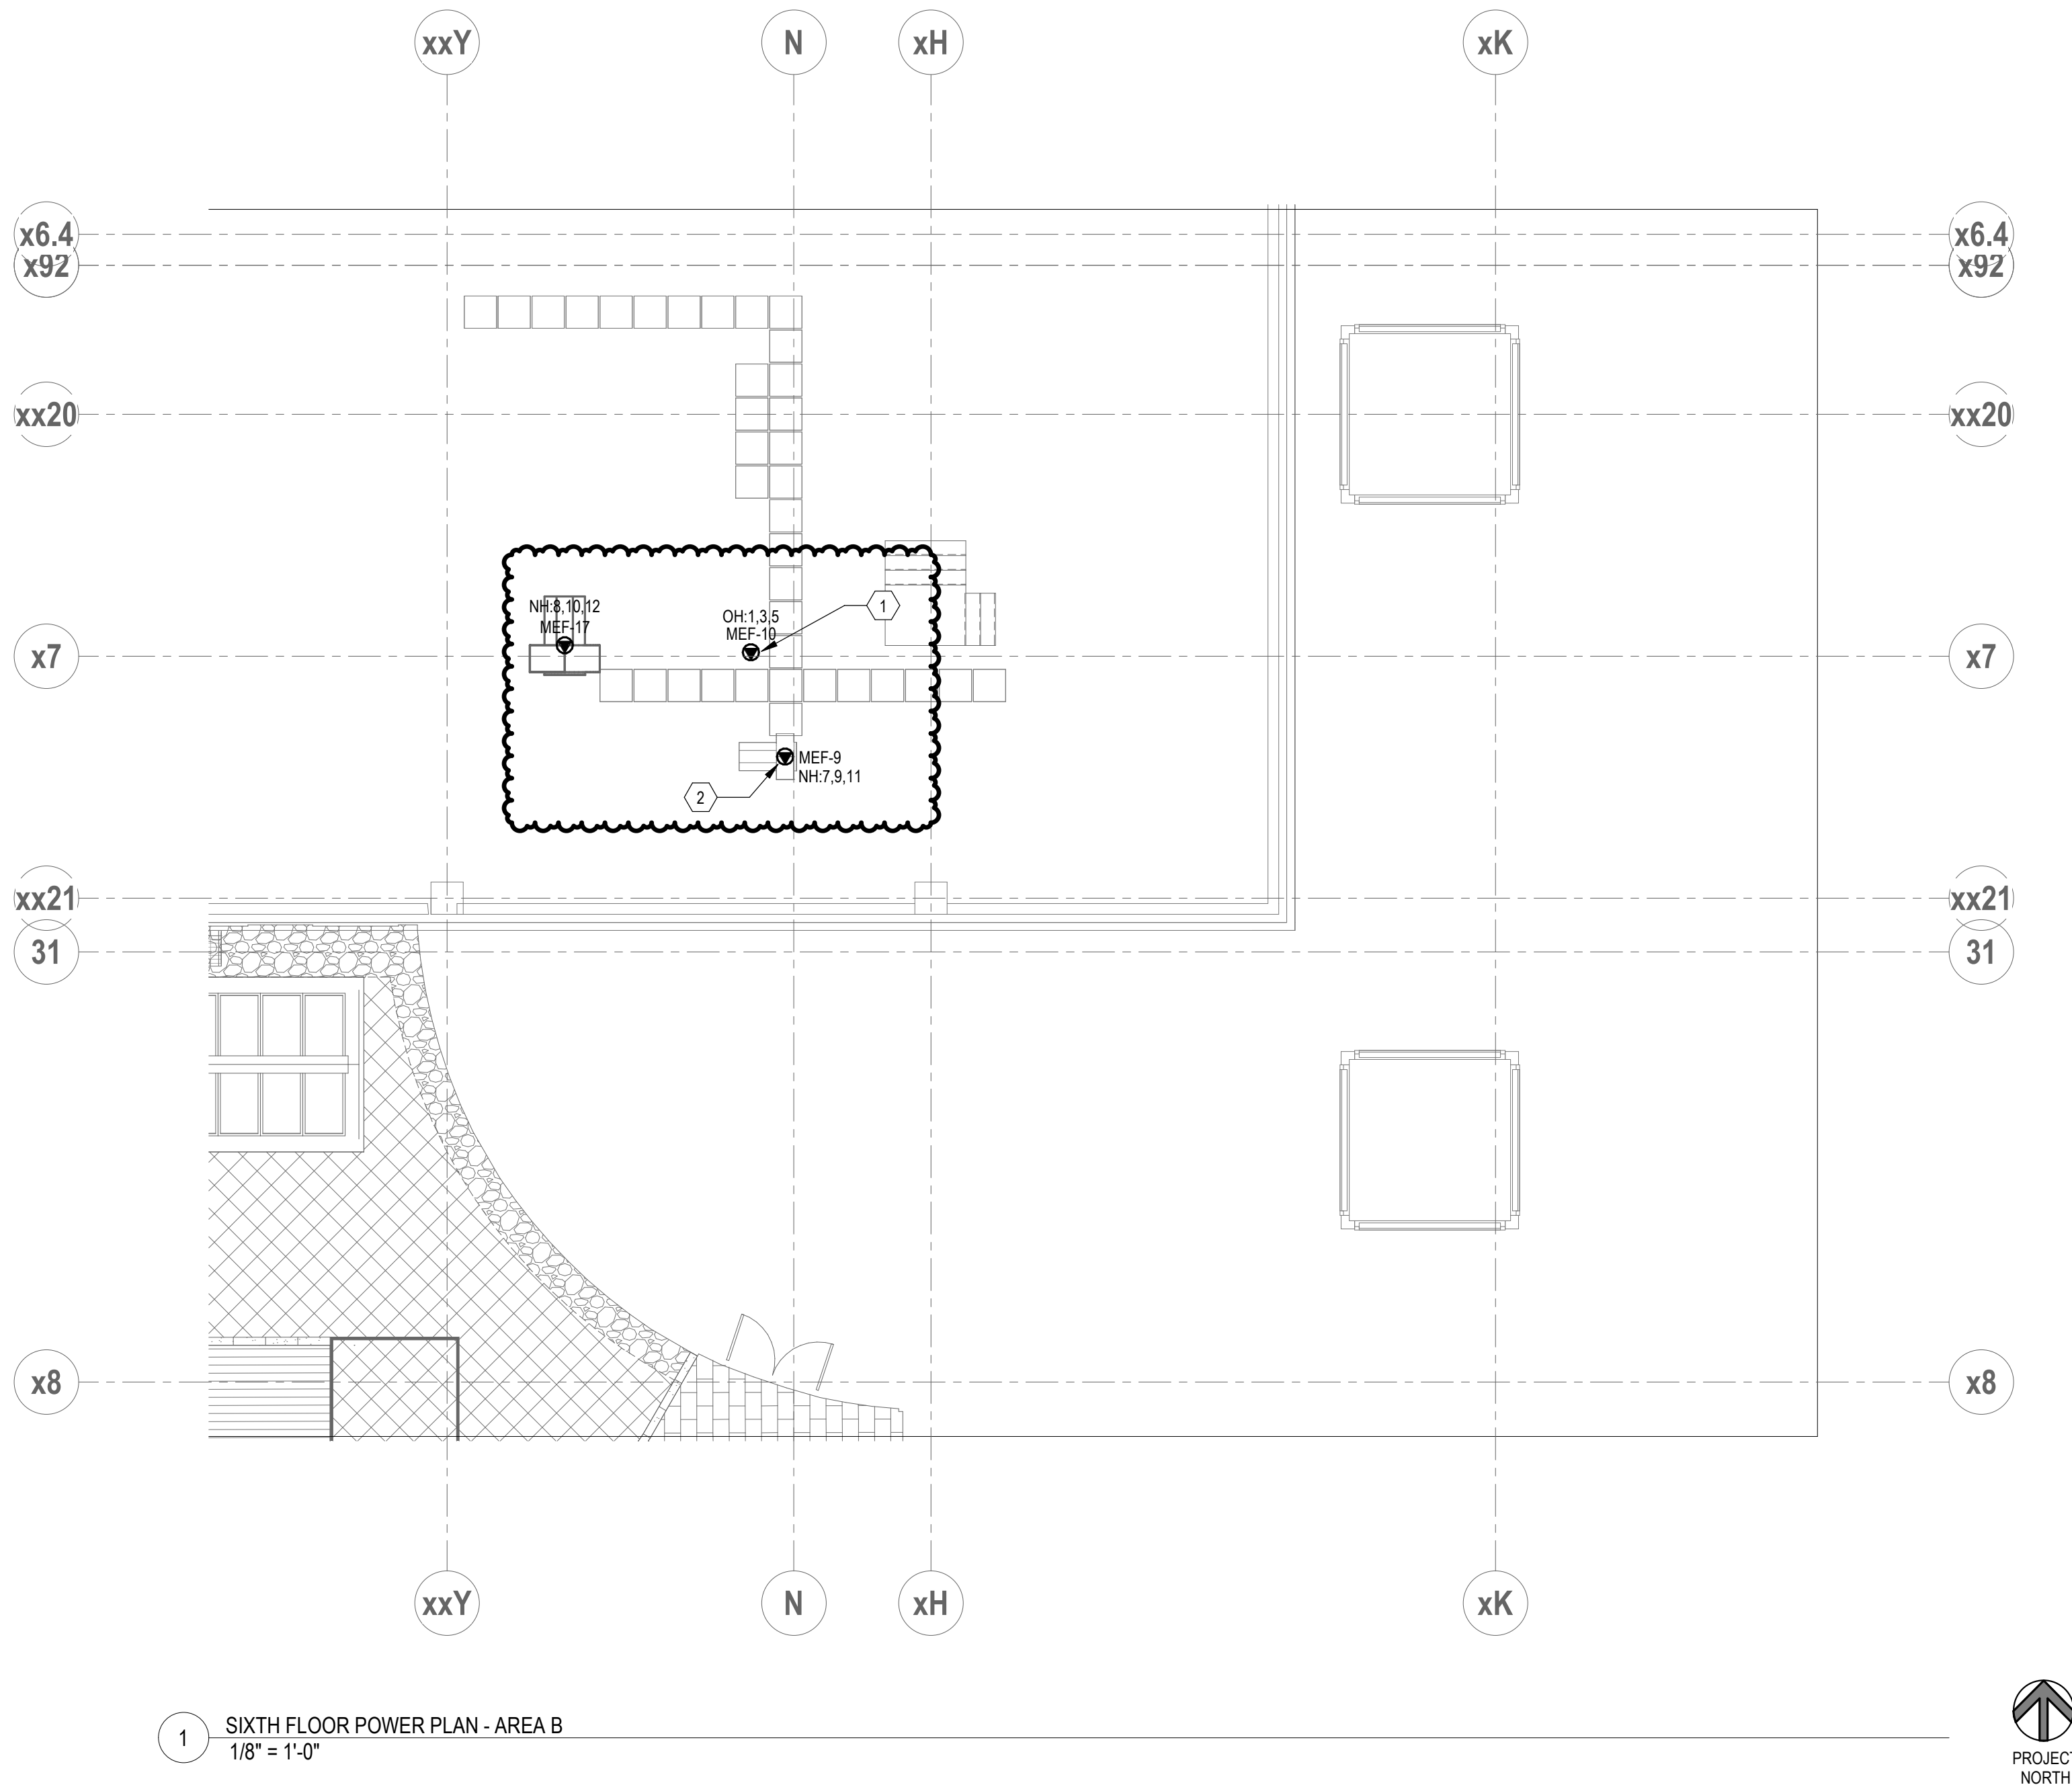 xxY
N
xH
xK
x6.4
x6.4
x92
x92
xx20
xx20
NH:8,10,12
MEF-17
OH:1,3,5
MEF-10
1
x7
x7
MEF-9
NH:7,9,11
2
xx21
xx21
31
31
x8
x8
xxY
N
xH
xK
1
SIXTH FLOOR POWER PLAN - AREA B
1/8" = 1'-0"
PROJECT
NORTH